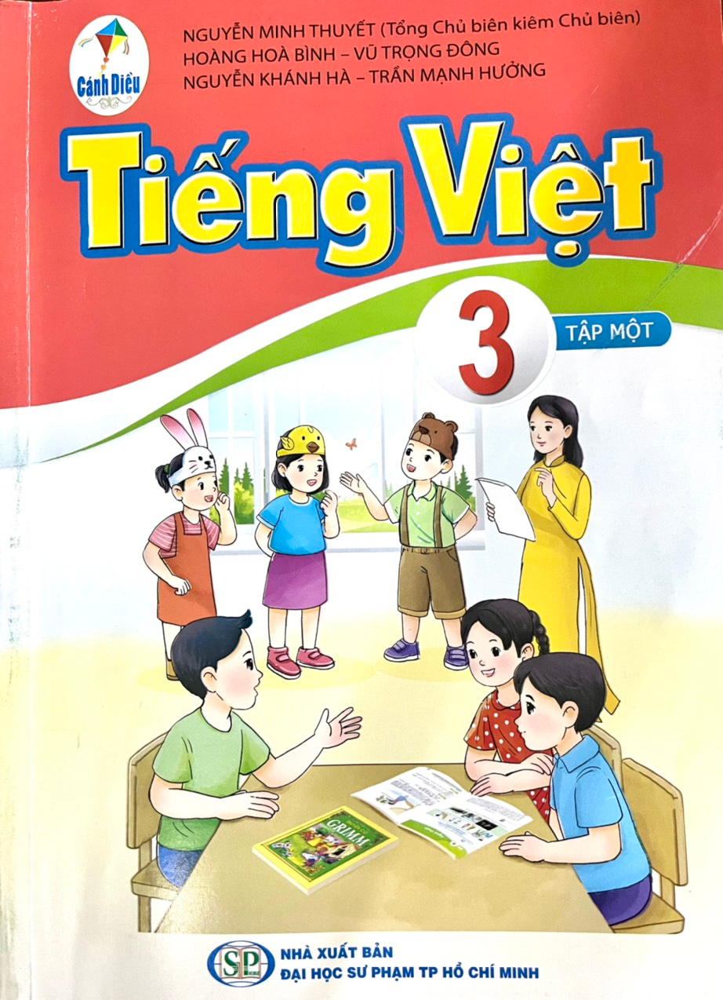 Cánh Diều
NGUYỄN MINH THUYẾT (Tổng Chủ biên kiêm Chủ biên)
HOÀNG HOÀ BÌNH – VŨ TRỌNG ĐÔNG
NGUYỄN KHÁNH HÀ – TRẦN MẠNH HƯỞNG
Tiếng Việt
3
TẬP MỘT
GRIMM
SP
NHÀ XUẤT BẢN
ĐẠI HỌC SƯ PHẠM TP HỒ CHÍ MINH